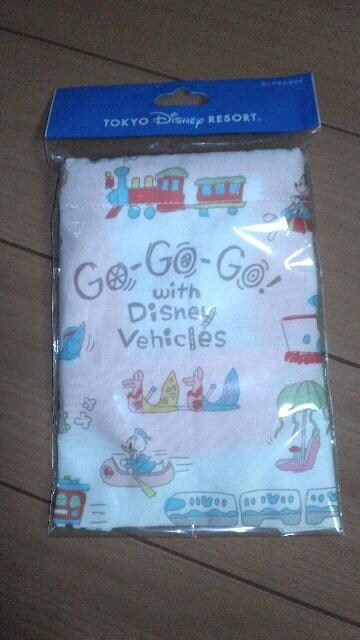 TOKYO Disney RESORT®
Go-Go-Go!
with
Disney
Vehicles